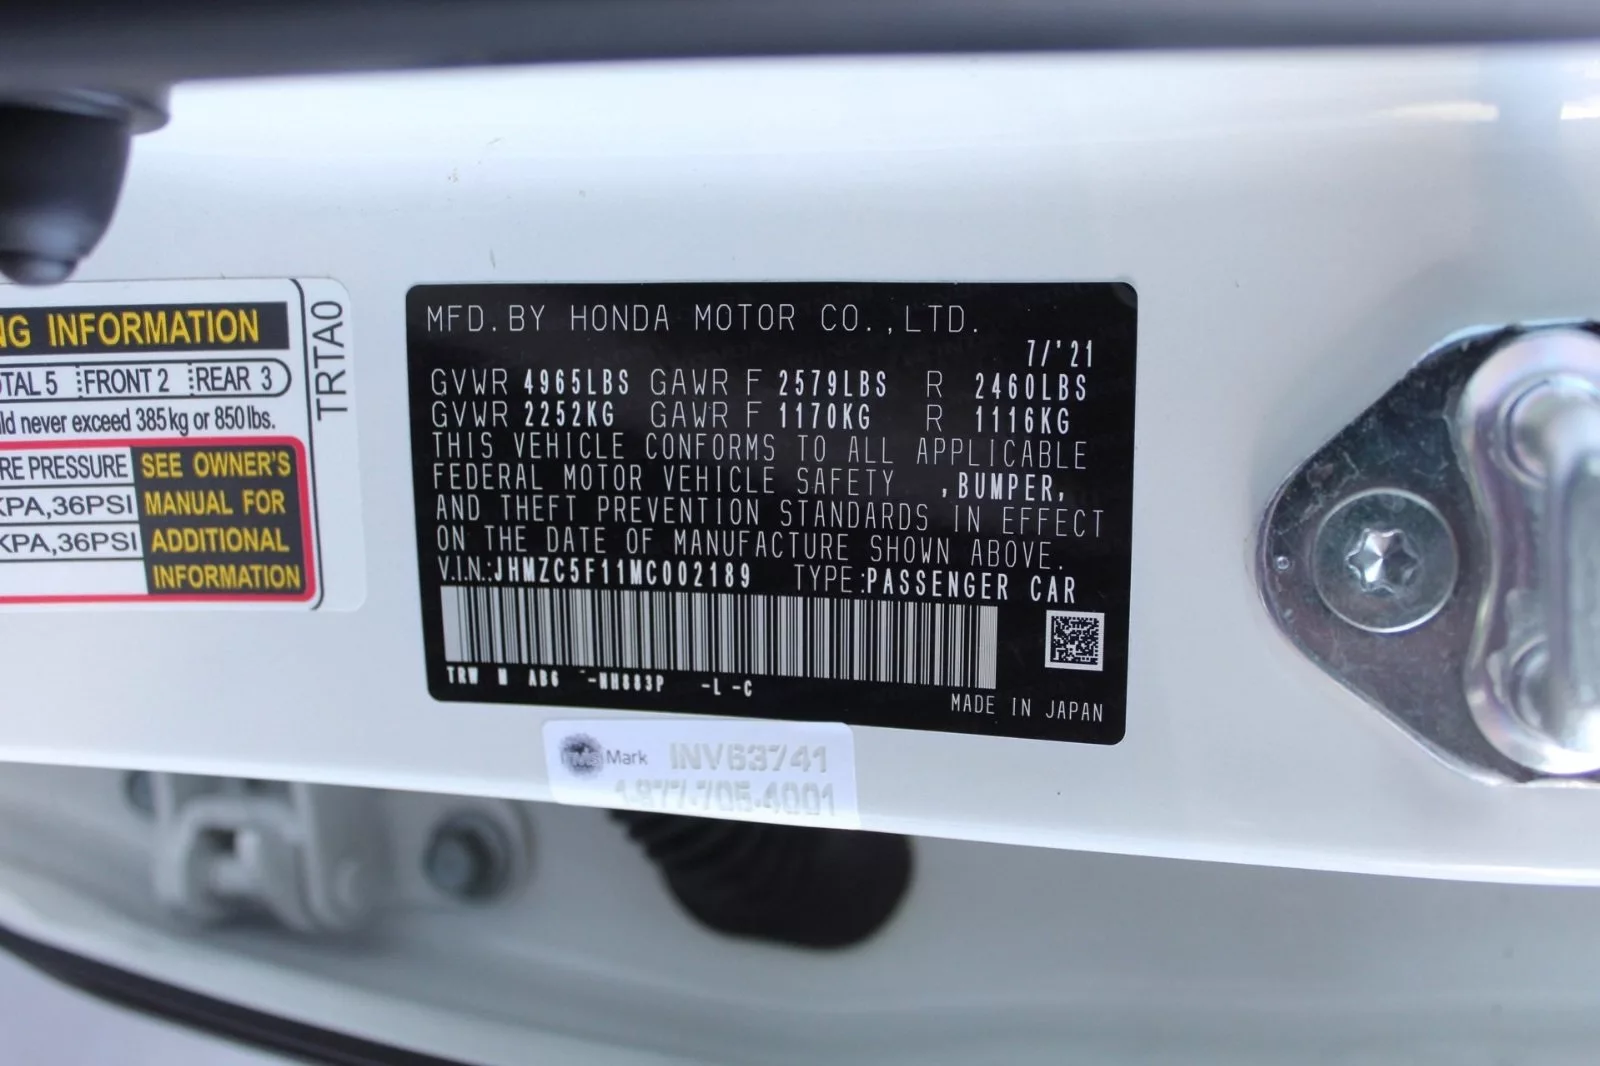 NG INFORMATION
TOTAL 5 FRONT 2 REAR 3
ld never exceed 385 kg or 850 lbs.
RE PRESSURE
KPA,36PSI
KPA,36PSI
SEE OWNER'S
MANUAL FOR
ADDITIONAL
INFORMATION
TRTA0
MFD.BY HONDA MOTOR CO.,LTD.
7/'21
GVWR 4965LBS GAWR F 2579LBS R 2460LBS
GVWR 2252KG GAWR F 1170KG R 1116KG
THIS VEHICLE CONFORMS TO ALL APPLICABLE
FEDERAL MOTOR VEHICLE SAFETY ,BUMPER,
AND THEFT PREVENTION STANDARDS IN EFFECT
ON THE DATE OF MANUFACTURE SHOWN ABOVE.
V.I.N.:JHMZC5F11MC002189 TYPE:PASSENGER CAR
TRW M AB6 -NH883P -L -C
MADE IN JAPAN
Mark INV63741
1-877-705-4001